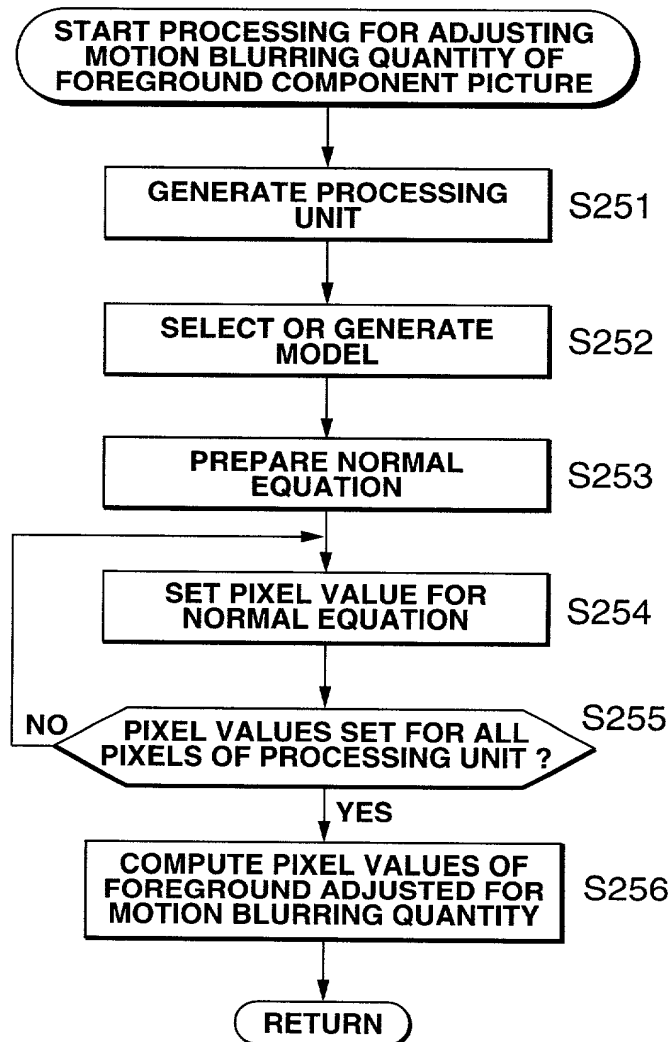 START PROCESSING FOR ADJUSTING
MOTION BLURRING QUANTITY OF
FOREGROUND COMPONENT PICTURE
GENERATE PROCESSING
UNIT
S251
SELECT OR GENERATE
MODEL
S252
PREPARE NORMAL
EQUATION
S253
SET PIXEL VALUE FOR
NORMAL EQUATION
S254
NO
PIXEL VALUES SET FOR ALL
PIXELS OF PROCESSING UNIT ?
S255
YES
COMPUTE PIXEL VALUES OF
FOREGROUND ADJUSTED FOR
MOTION BLURRING QUANTITY
S256
RETURN